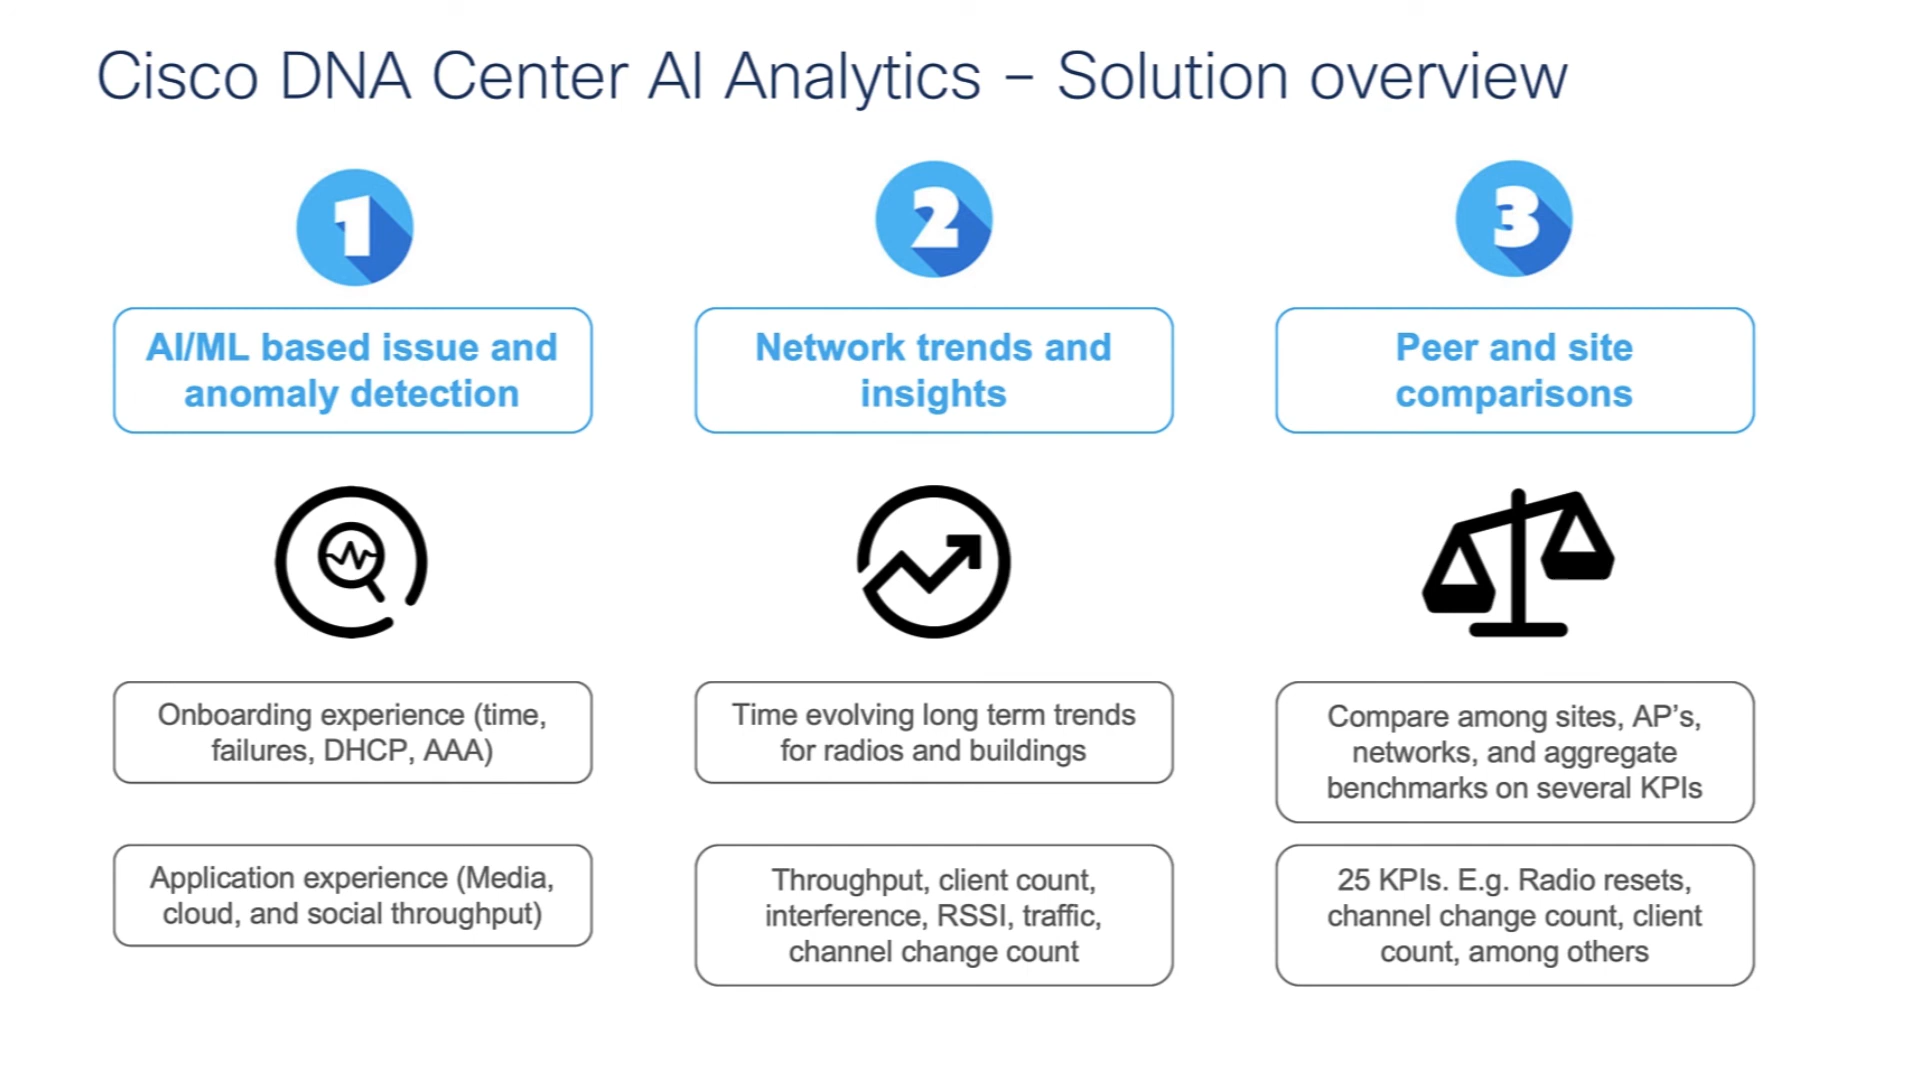 Cisco DNA Center AI Analytics – Solution overview
1
AI/ML based issue and
anomaly detection
Onboarding experience (time,
failures, DHCP, AAA)
Application experience (Media,
cloud, and social throughput)
2
Network trends and
insights
Time evolving long term trends
for radios and buildings
Throughput, client count,
interference, RSSI, traffic,
channel change count
3
Peer and site
comparisons
Compare among sites, AP's,
networks, and aggregate
benchmarks on several KPIs
25 KPIs. E.g. Radio resets,
channel change count, client
count, among others